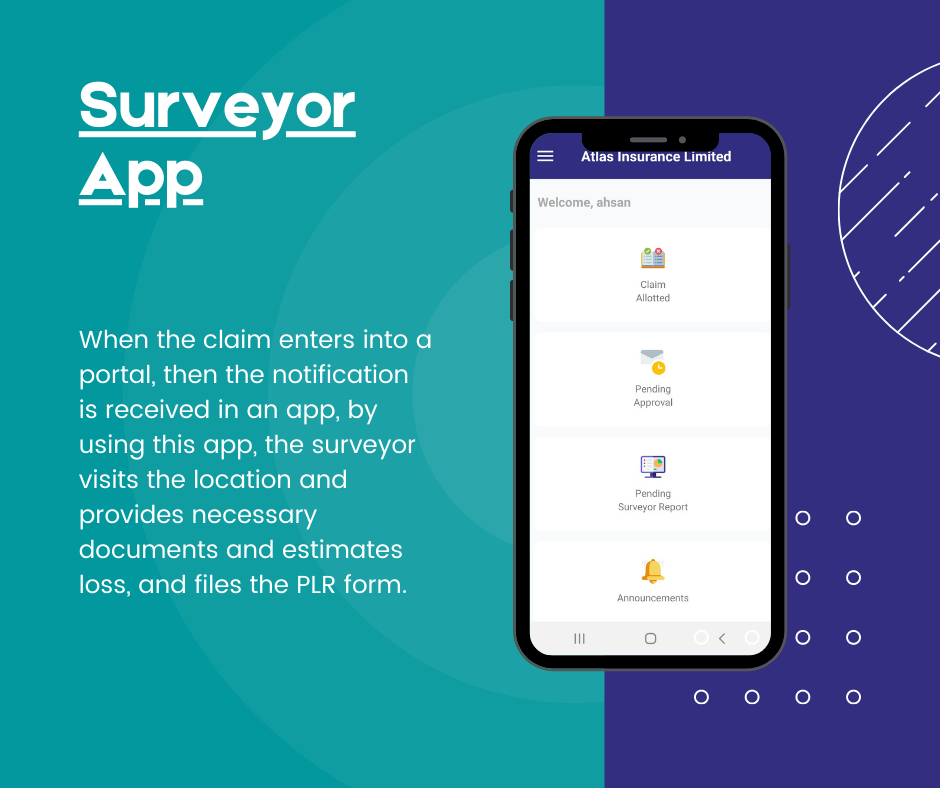 Surveyor
App
When the claim enters into a
portal, then the notification
is received in an app, by
using this app, the surveyor
visits the location and
provides necessary
documents and estimates
loss, and files the PLR form.
Atlas Insurance Limited
Welcome, ahsan
Claim
Allotted
Pending
Approval
Pending
Surveyor Report
Announcements